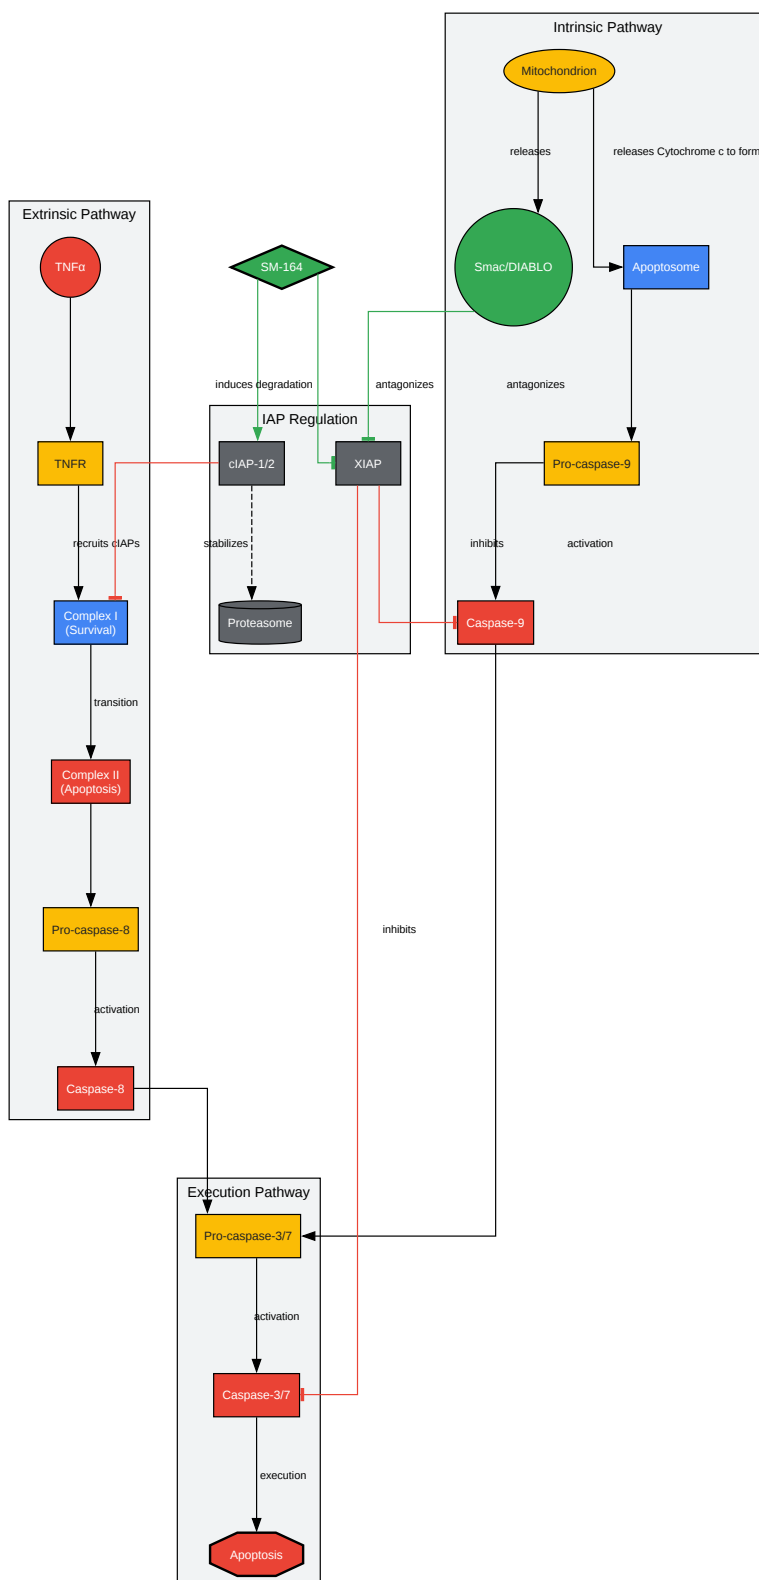 Intrinsic Pathway
Mitochondrion
releases
releases Cytochrome c to form
Extrinsic Pathway
TNFα
SM-164
Smac/DIABLO
Apoptosome
induces degradation
antagonizes
antagonizes
IAP Regulation
TNFR
cIAP-1/2
XIAP
Pro-caspase-9
recruits cIAPs
stabilizes
inhibits
activation
Complex I
(Survival)
Proteasome
Caspase-9
transition
Complex II
(Apoptosis)
Pro-caspase-8
inhibits
activation
Caspase-8
Execution Pathway
Pro-caspase-3/7
activation
Caspase-3/7
execution
Apoptosis